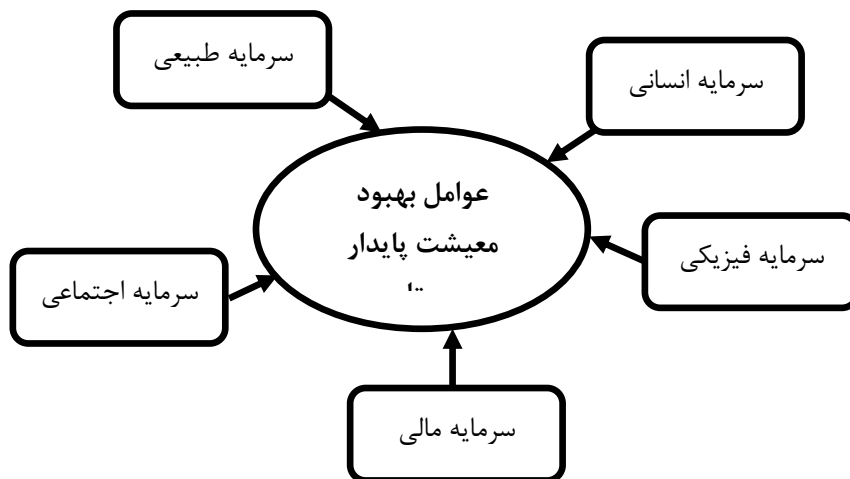 سرمایه طبیعی
سرمایه انسانی
عوامل بهبود
معیشت پایدار
سرمایه فیزیکی
سرمایه اجتماعی
سرمایه مالی